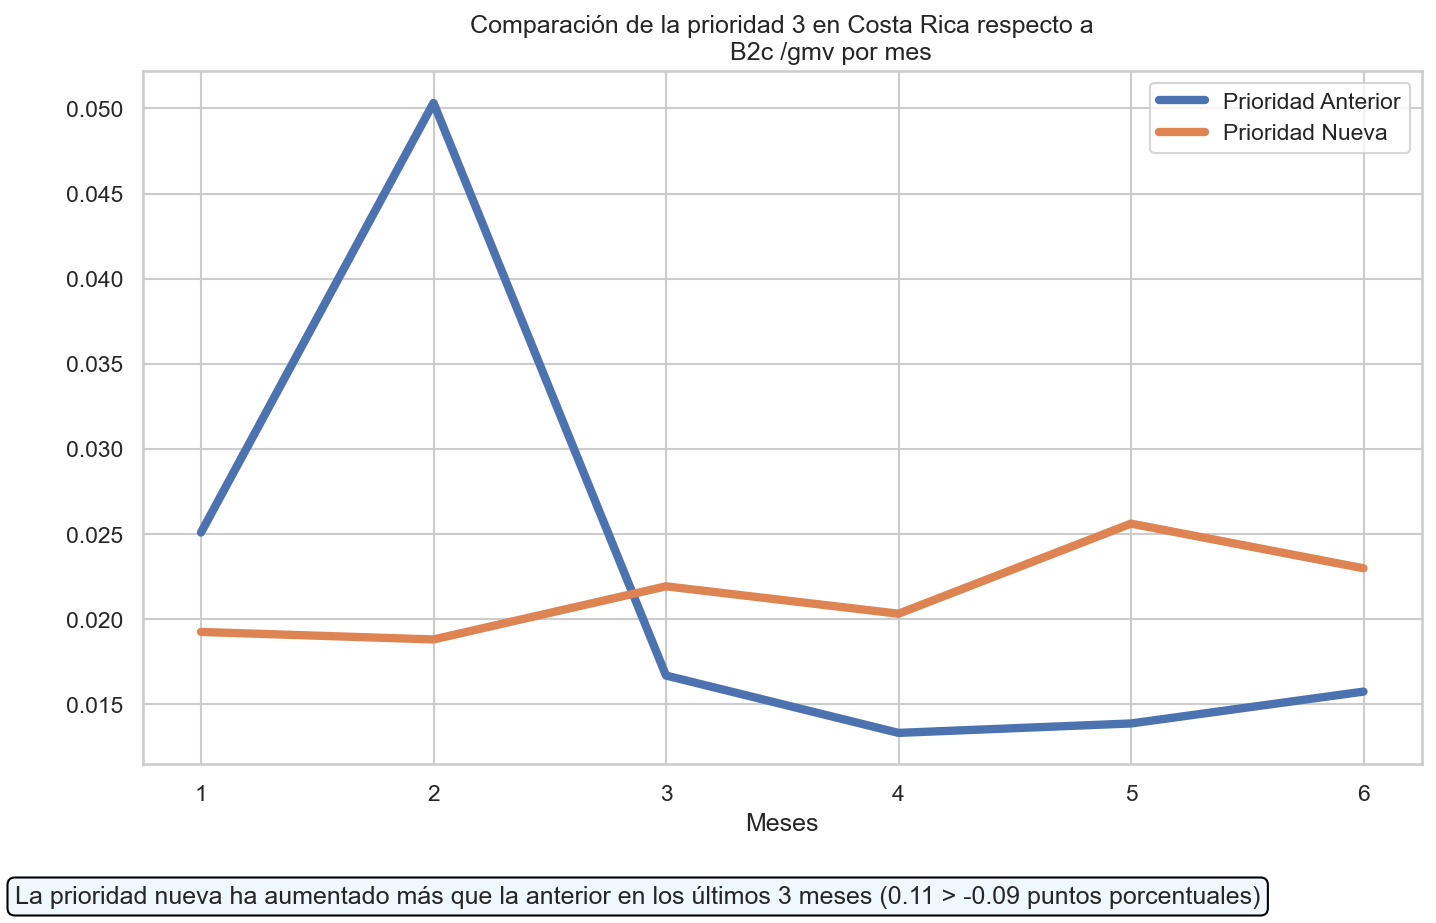 Comparación de la prioridad 3 en Costa Rica respecto a
B2c /gmv por mes
Prioridad Anterior
Prioridad Nueva
0.050
0.045
0.040
0.035
0.030
0.025
0.020
0.015
1 2 3 4 5 6
Meses
La prioridad nueva ha aumentado más que la anterior en los últimos 3 meses (0.11 > -0.09 puntos porcentuales)